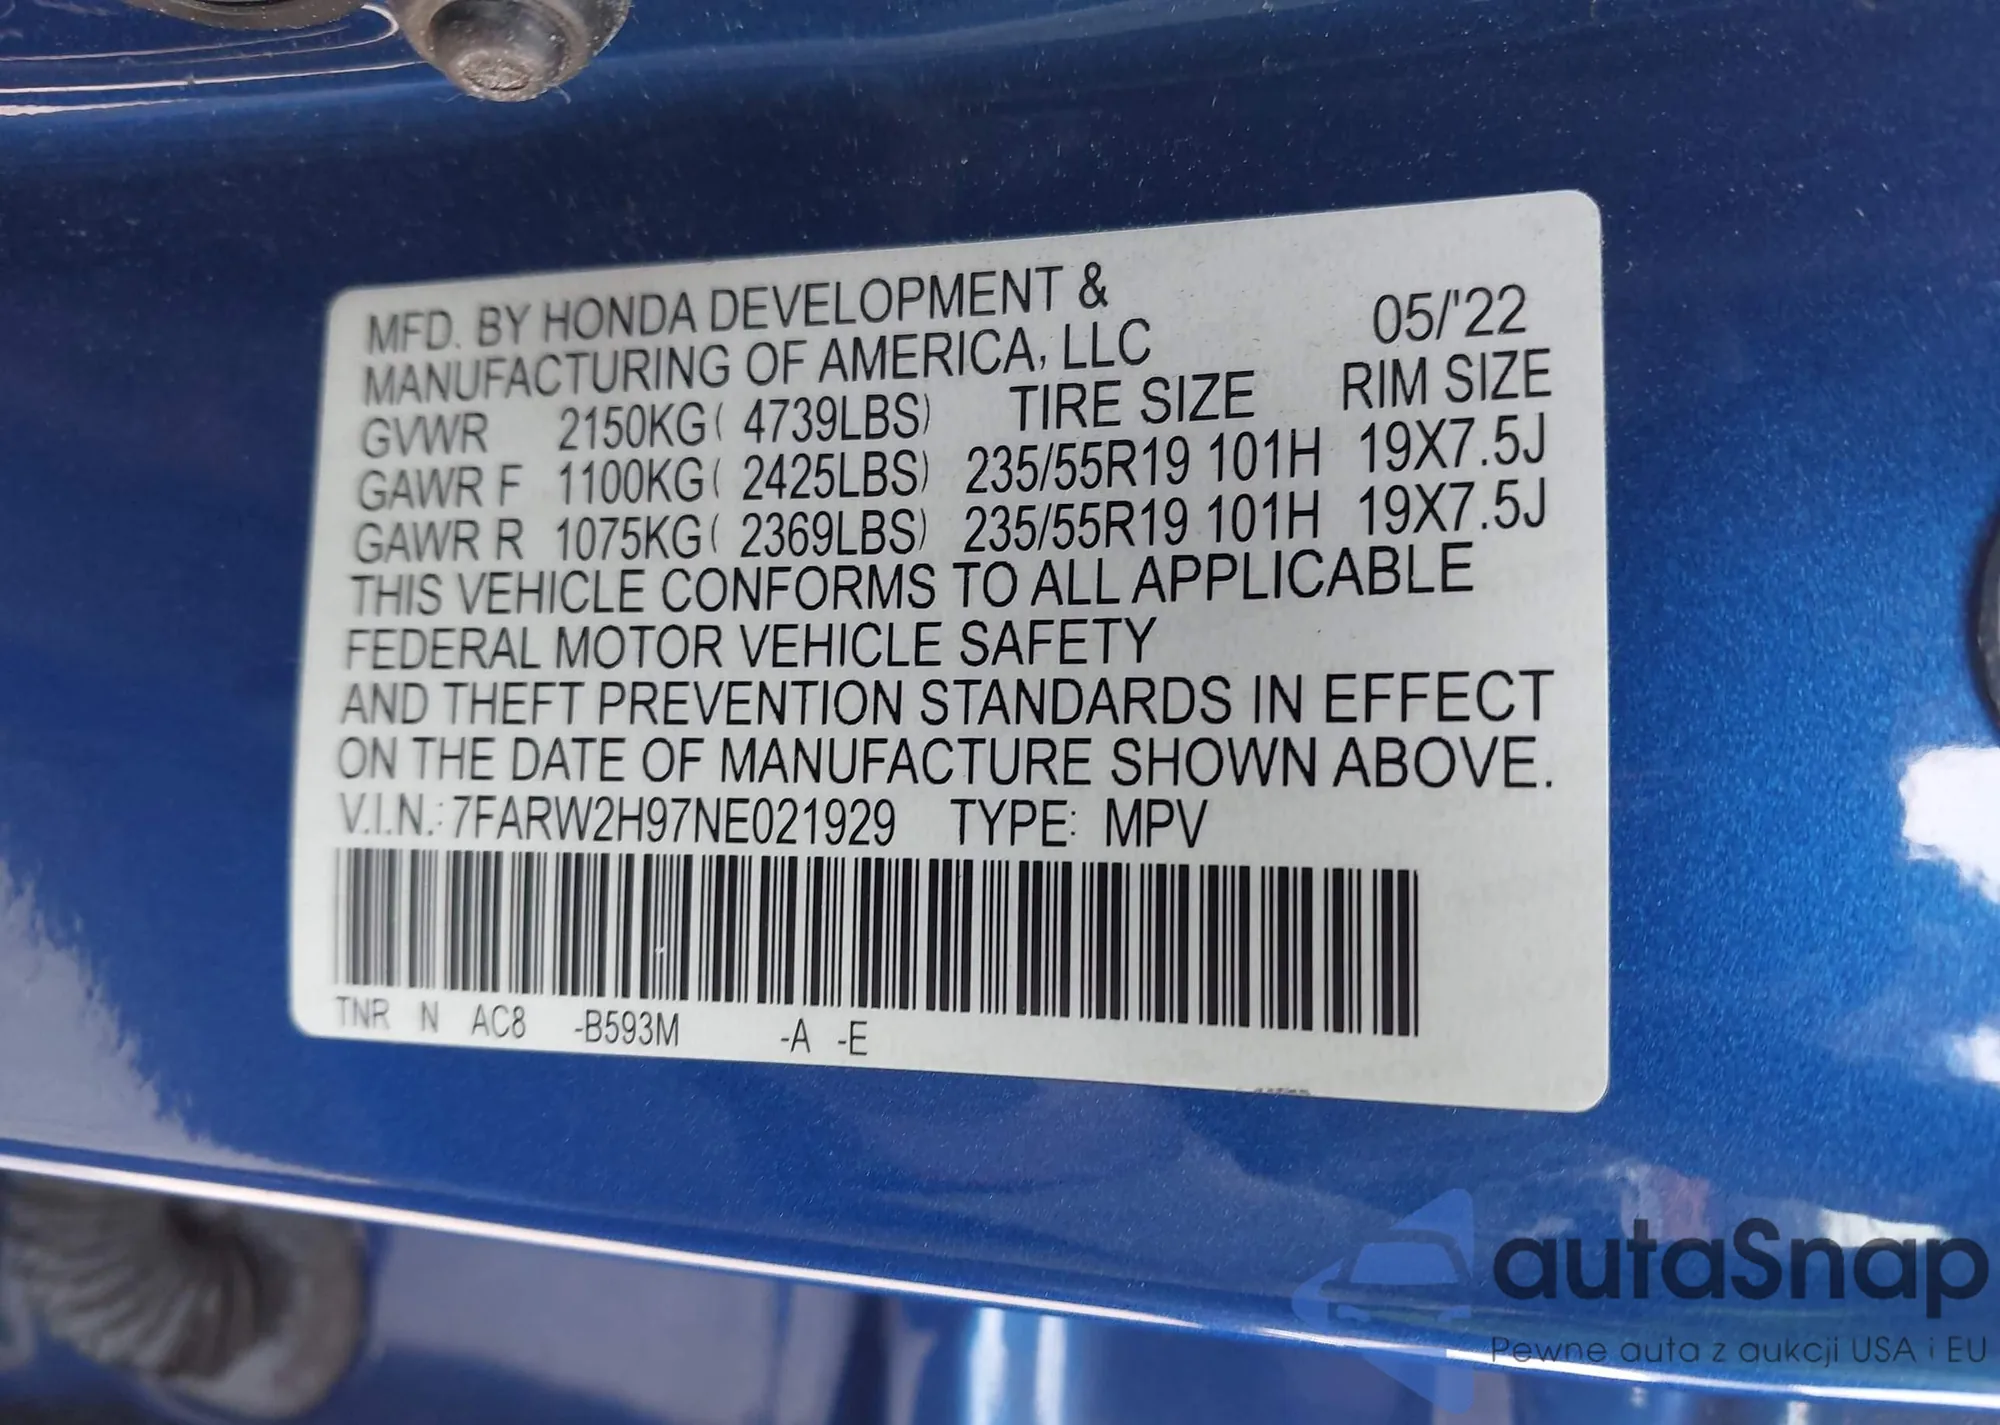 MFD. BY HONDA DEVELOPMENT &
MANUFACTURING OF AMERICA, LLC 05/'22
GVWR 2150KG( 4739LBS) TIRE SIZE RIM SIZE
GAWR F 1100KG( 2425LBS) 235/55R19 101H 19X7.5J
GAWR R 1075KG( 2369LBS) 235/55R19 101H 19X7.5J
THIS VEHICLE CONFORMS TO ALL APPLICABLE
FEDERAL MOTOR VEHICLE SAFETY
AND THEFT PREVENTION STANDARDS IN EFFECT
ON THE DATE OF MANUFACTURE SHOWN ABOVE.
V.I.N.: 7FARW2H97NE021929 TYPE: MPV
TNR N AC8 -B593M -A -E
autaSnap
Pewne auta z aukcji USA i EU